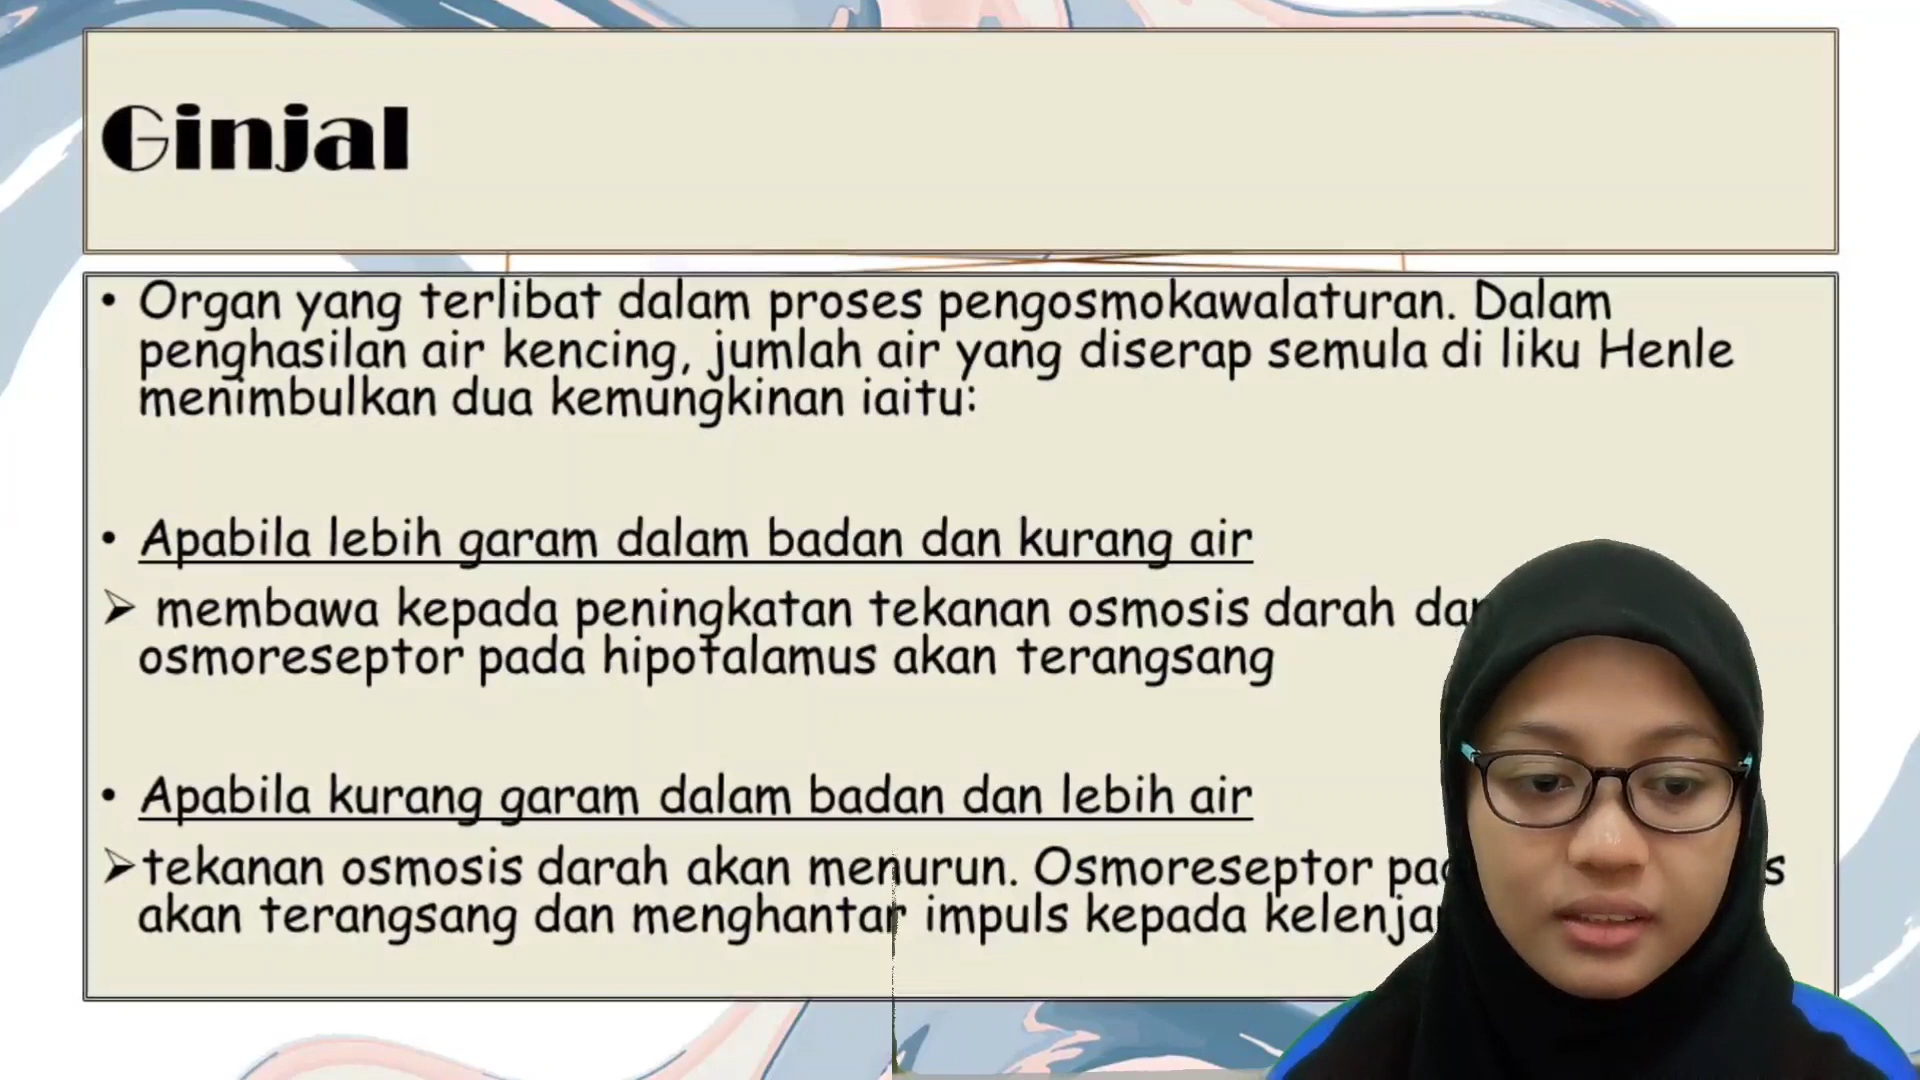 Ginjal
• Organ yang terlibat dalam proses pengosmokawalaturan. Dalam
penghasilan air kencing, jumlah air yang diserap semula di liku Henle
menimbulkan dua kemungkinan iaitu:
• Apabila lebih garam dalam badan dan kurang air
➢ membawa kepada peningkatan tekanan osmosis darah dan
osmoreseptor pada hipotalamus akan terangsang
• Apabila kurang garam dalam badan dan lebih air
➢ tekanan osmosis darah akan menurun. Osmoreseptor
akan terangsang dan menghantar impuls kepada